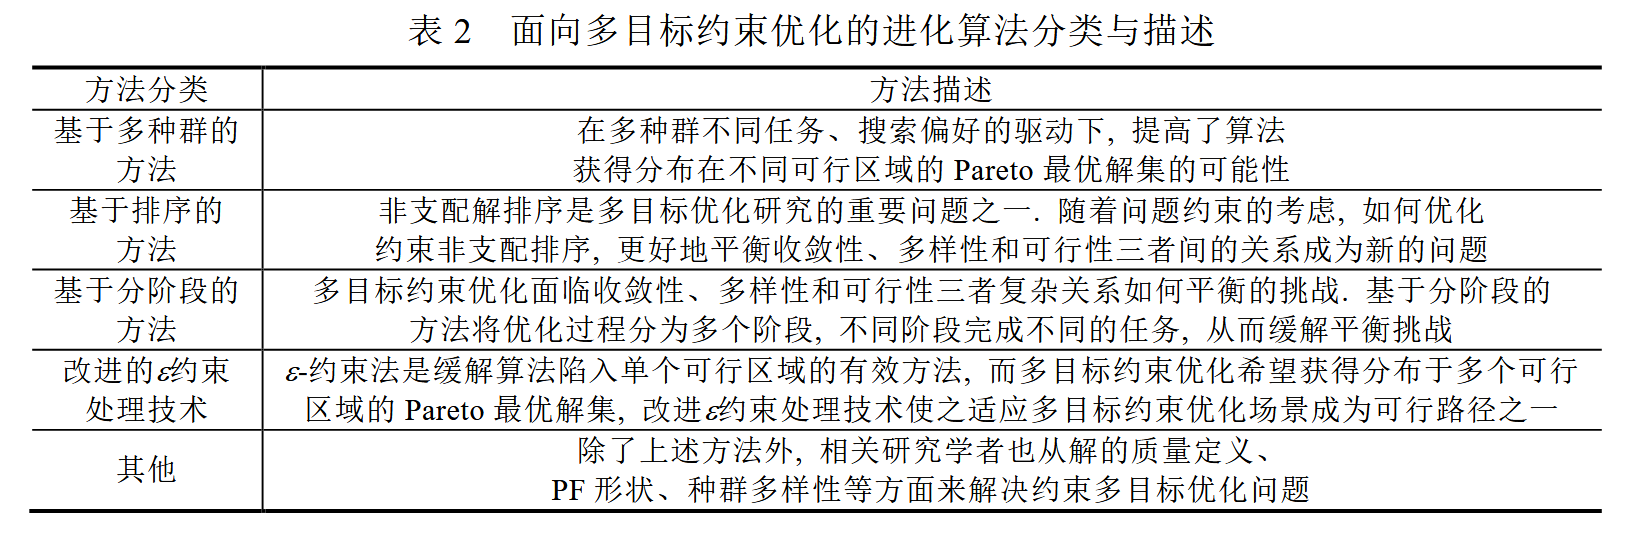 表 2 面向多目标约束优化的进化算法分类与描述
方法分类 方法描述
基于多种群的
方法
在多种群不同任务、搜索偏好的驱动下, 提高了算法
获得分布在不同可行区域的 Pareto 最优解集的可能性
基于排序的
方法
非支配解排序是多目标优化研究的重要问题之一. 随着问题约束的考虑, 如何优化
约束非支配排序, 更好地平衡收敛性、多样性和可行性三者间的关系成为新的问题
基于分阶段的
方法
多目标约束优化面临收敛性、多样性和可行性三者复杂关系如何平衡的挑战. 基于分阶段的
方法将优化过程分为多个阶段, 不同阶段完成不同的任务, 从而缓解平衡挑战
改进的ε约束
处理技术
ε-约束法是缓解算法陷入单个可行区域的有效方法, 而多目标约束优化希望获得分布于多个可行
区域的 Pareto 最优解集, 改进ε约束处理技术使之适应多目标约束优化场景成为可行路径之一
其他
除了上述方法外, 相关研究学者也从解的质量定义、
PF 形状、种群多样性等方面来解决约束多目标优化问题